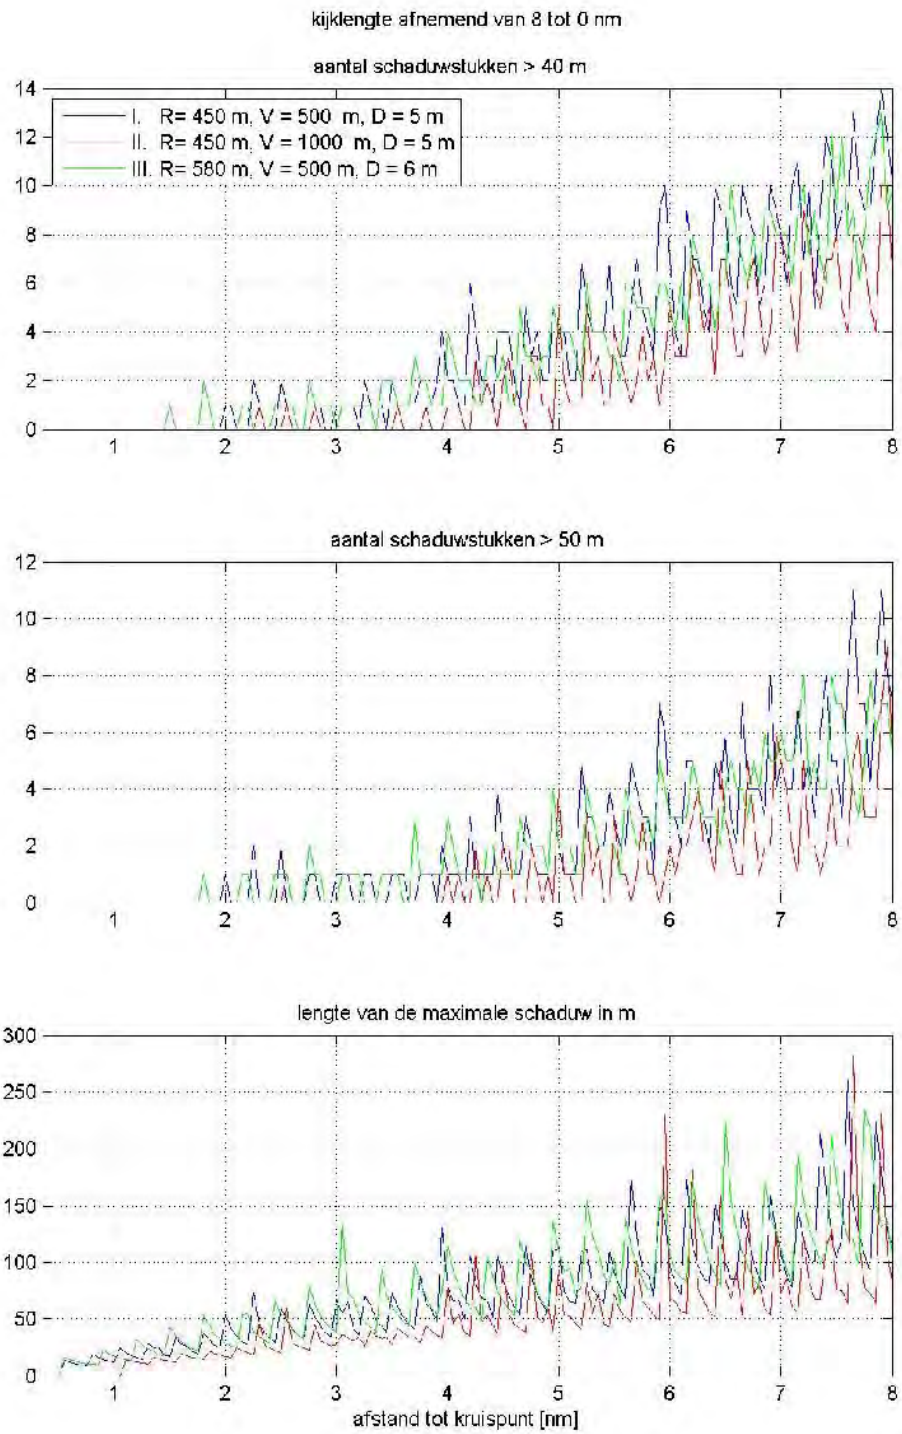 kijklengte afnemend van 8 tot 0 nm
aantal schaduwstukken > 40 m
14
12
10
8
6
4
2
0
I. R= 450 m, V = 500 m, D = 5 m
II. R= 450 m, V = 1000 m, D = 5 m
III. R= 580 m, V = 500 m, D = 6 m
1 2 3 4 5 6 7 8
aantal schaduwstukken > 50 m
12
10
8
6
4
2
0
1 2 3 4 5 6 7 8
lengte van de maximale schaduw in m
300
250
200
150
100
50
0
1 2 3 4 5 6 7 8
afstand tot kruispunt [nm]